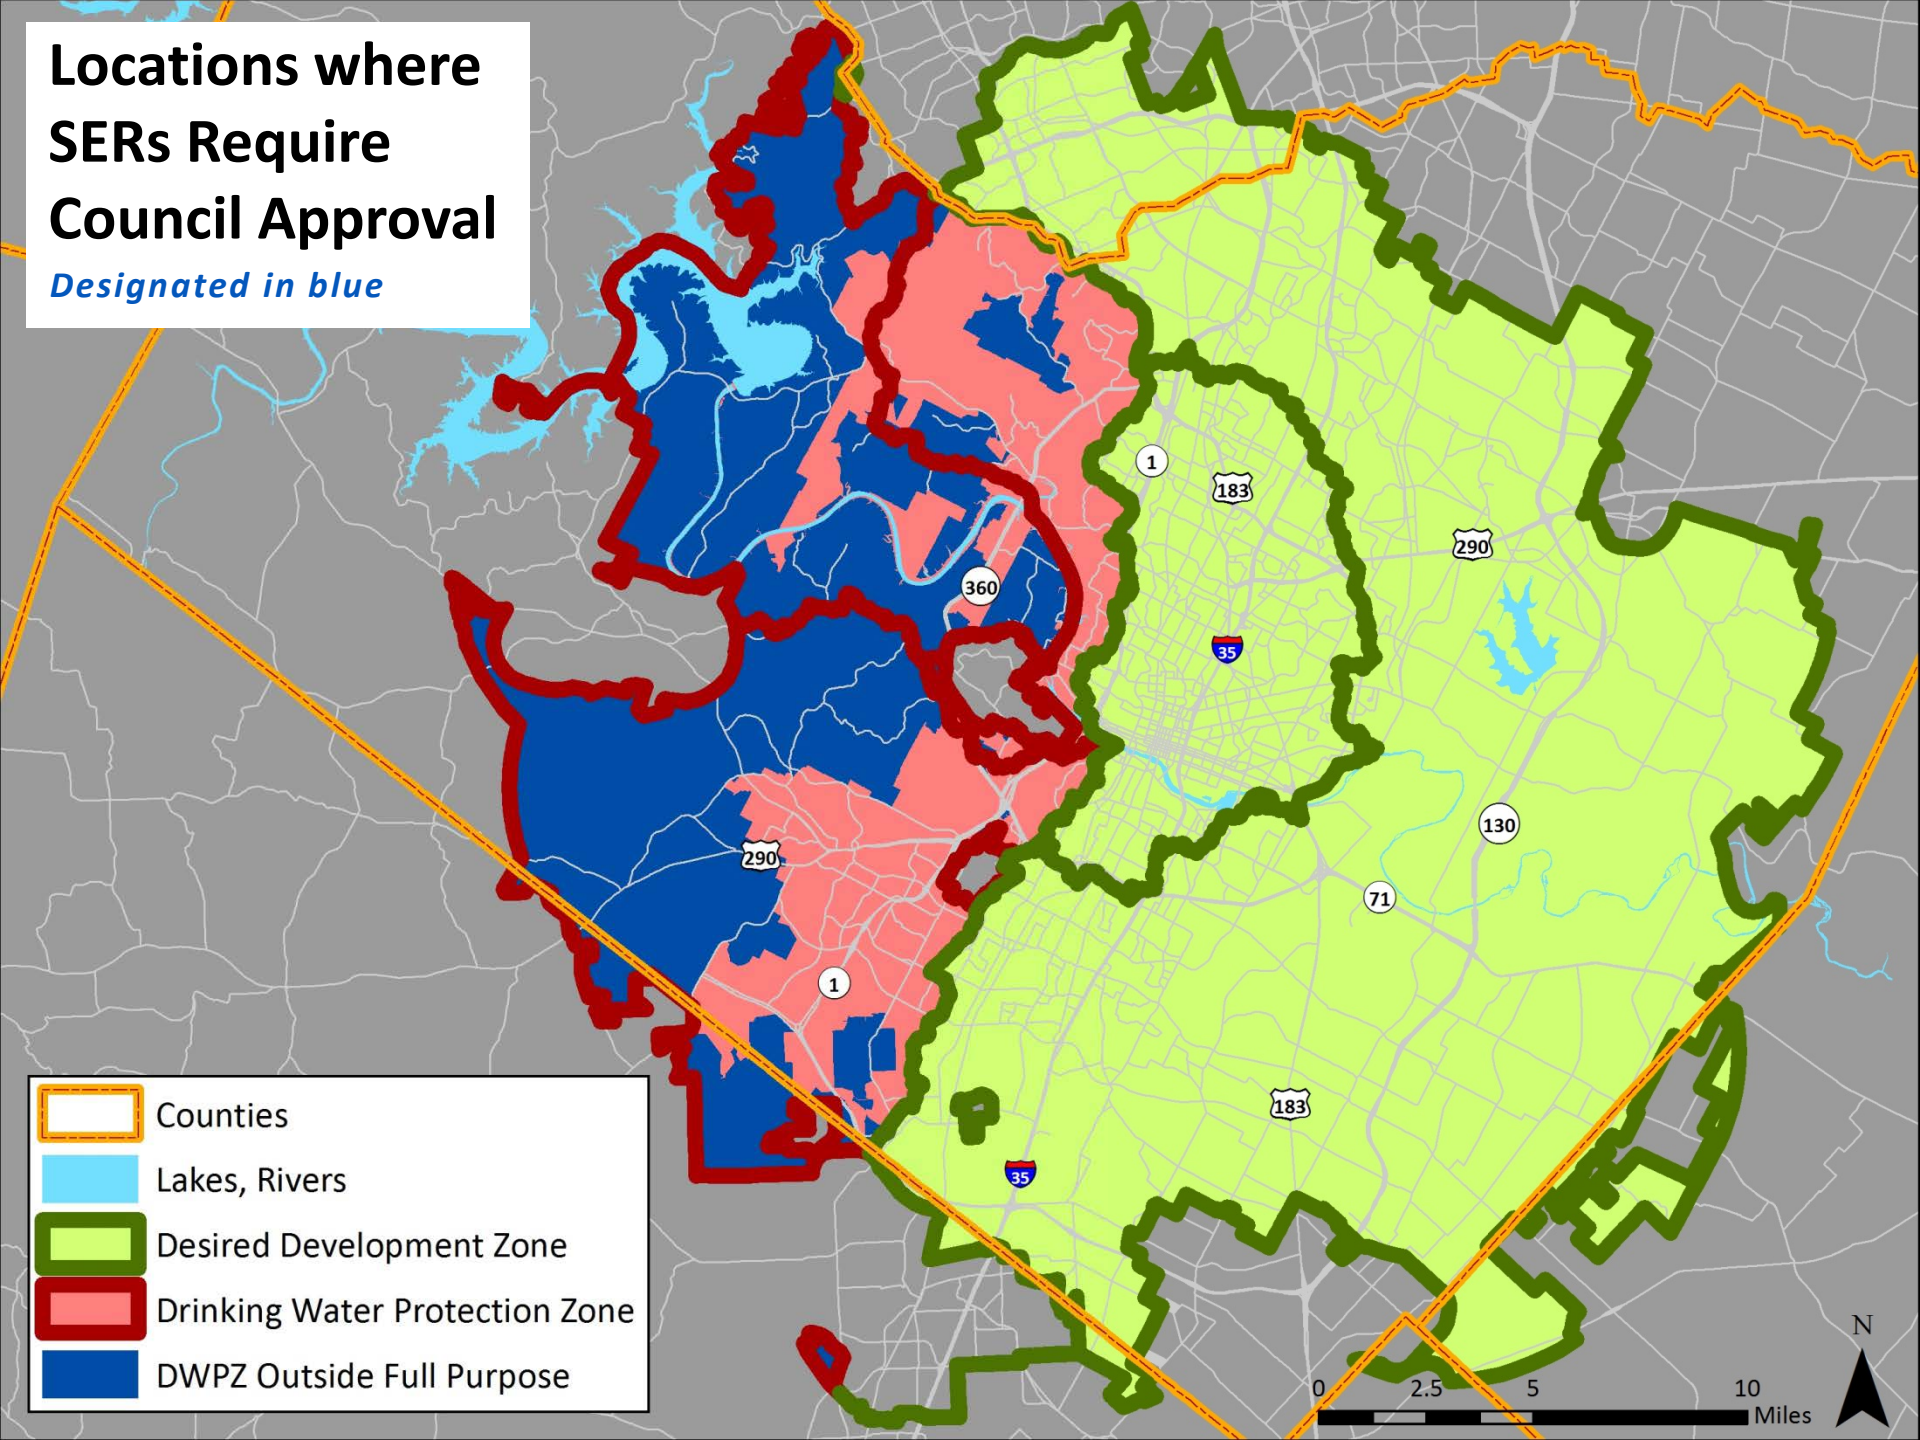 Locations where
SERs Require
Council Approval
Designated in blue
1
183
290
360
35
290
130
71
1
183
35
Counties
Lakes, Rivers
Desired Development Zone
Drinking Water Protection Zone
DWPZ Outside Full Purpose
N
0 2.5 5 10
Miles